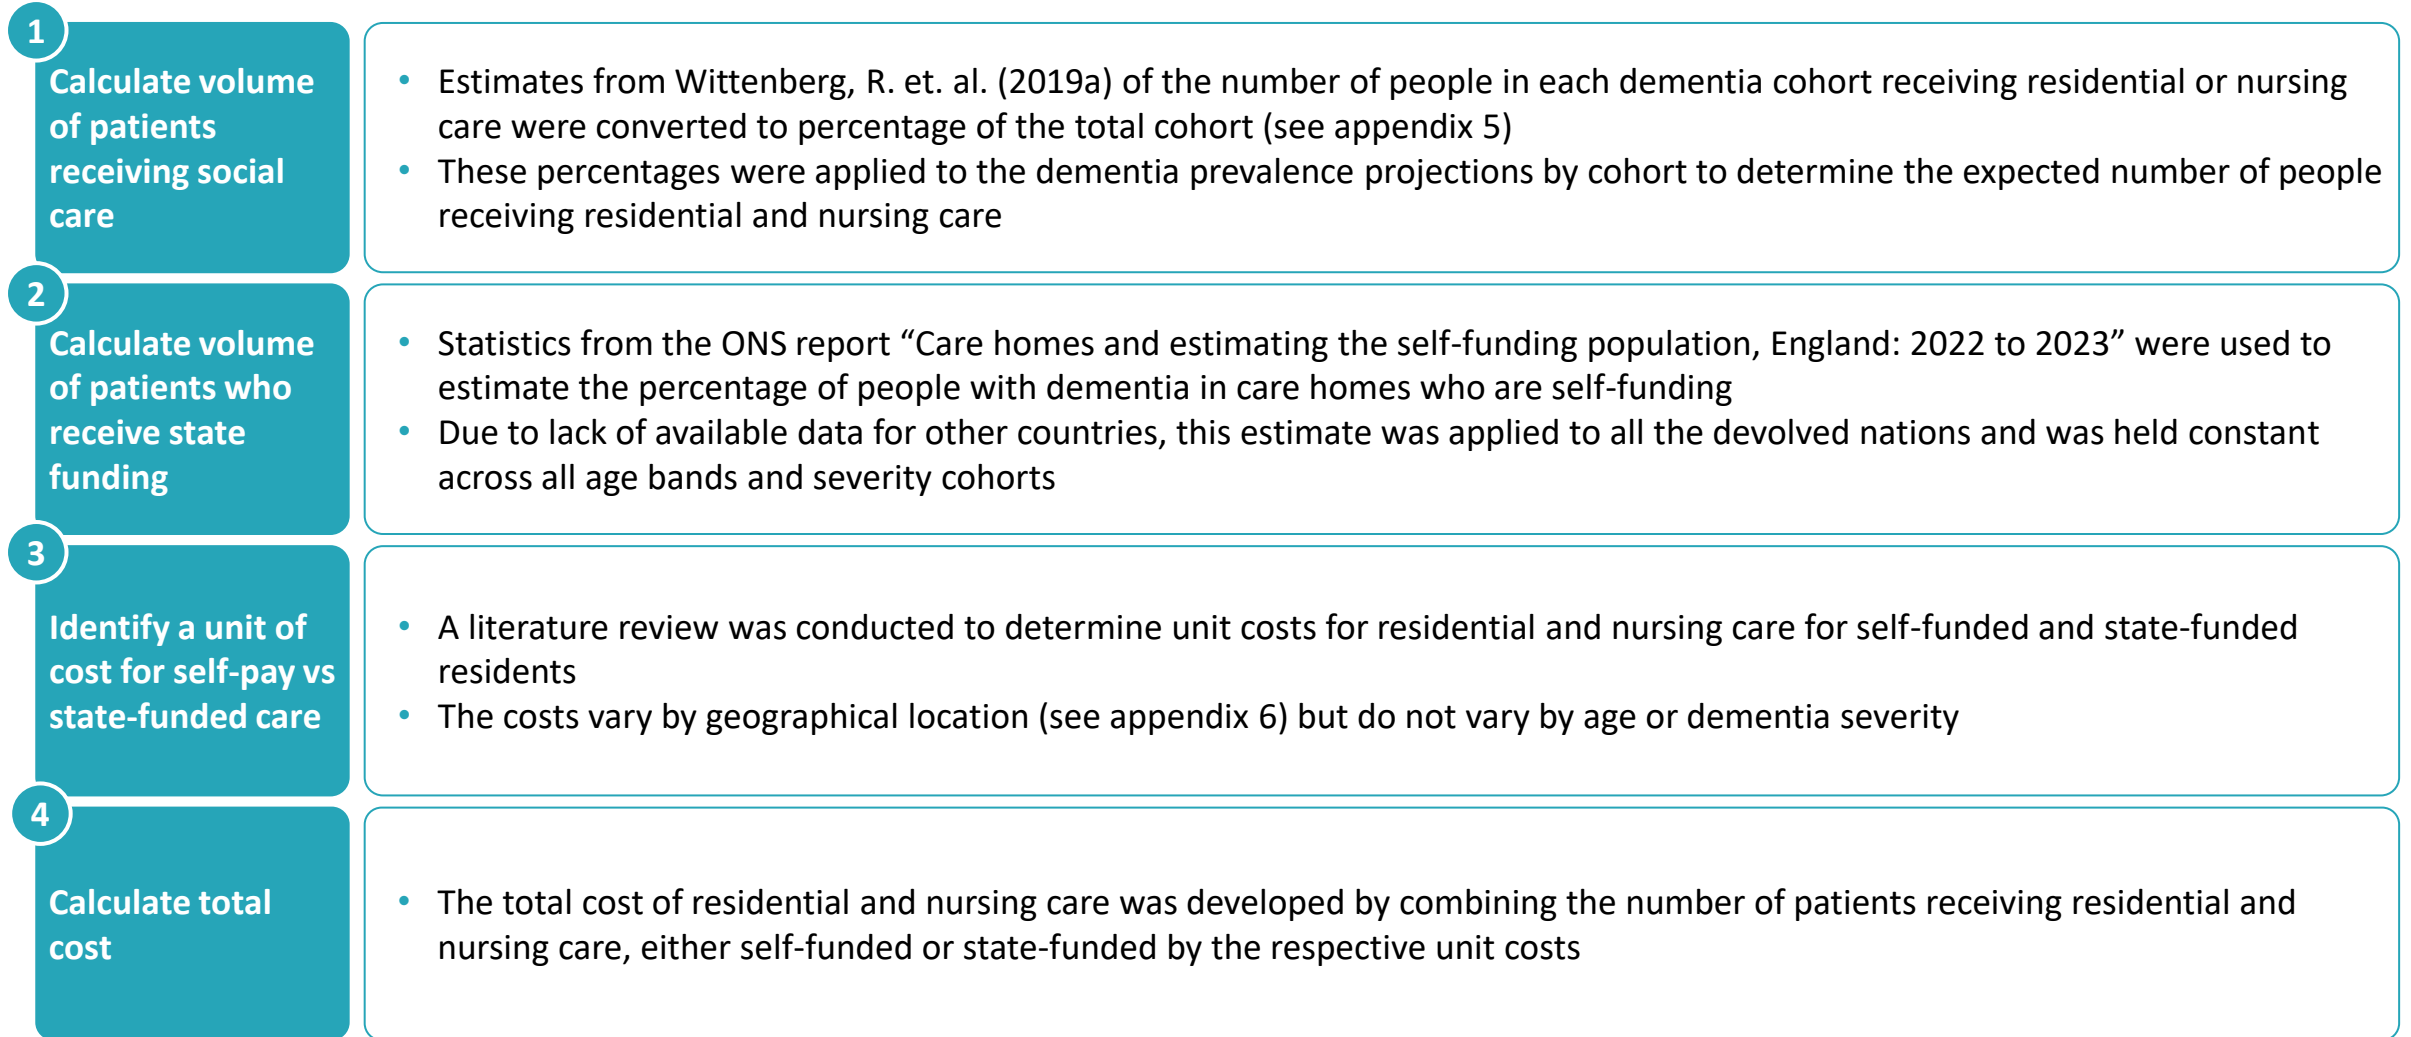 1
Calculate volume
of patients
receiving social
care
• Estimates from Wittenberg, R. et. al. (2019a) of the number of people in each dementia cohort receiving residential or nursing
care were converted to percentage of the total cohort (see appendix 5)
• These percentages were applied to the dementia prevalence projections by cohort to determine the expected number of people
receiving residential and nursing care
2
Calculate volume
of patients who
receive state
funding
• Statistics from the ONS report “Care homes and estimating the self-funding population, England: 2022 to 2023” were used to
estimate the percentage of people with dementia in care homes who are self-funding
• Due to lack of available data for other countries, this estimate was applied to all the devolved nations and was held constant
across all age bands and severity cohorts
3
Identify a unit of
cost for self-pay vs
state-funded care
• A literature review was conducted to determine unit costs for residential and nursing care for self-funded and state-funded
residents
• The costs vary by geographical location (see appendix 6) but do not vary by age or dementia severity
4
Calculate total
cost
• The total cost of residential and nursing care was developed by combining the number of patients receiving residential and
nursing care, either self-funded or state-funded by the respective unit costs